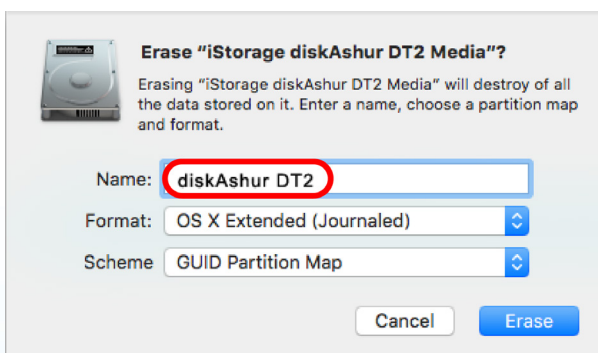 Erase “iStorage diskAshur DT2 Media”?
Erasing “iStorage diskAshur DT2 Media” will destroy of all
the data stored on it. Enter a name, choose a partition map
and format.
Name: diskAshur DT2
Format: OS X Extended (Journaled)
Scheme GUID Partition Map
Cancel Erase